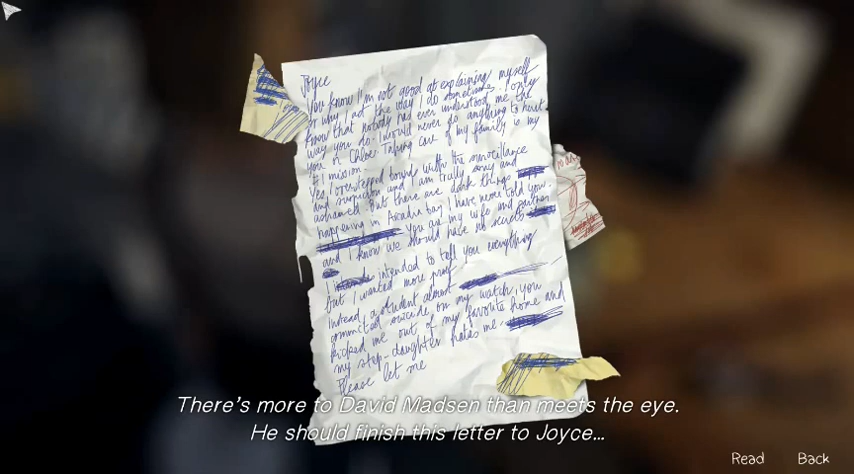 Joyce
You know I'm not good at explaining myself
or why I act the way I do sometimes. I only
know that nobody has ever understood me the
way you do. I would never do anything to hurt
you or Chloe. Taking care of my family is my
#1 mission.
Yes, I overstepped bounds with the surveillance
and suspicion and I am truly sorry and
ashamed. But there are dark things
happening in Arcadia bay I have never told you
You are my wife and partner
and I know we should have no secrets
I intended to tell you everything
but I wanted more proof
Instead, a student almost
committed suicide, on my watch, you
kicked me out of my favorite home and
my step-daughter hates me.
Please let me
There's more to David Madsen than meets the eye.
He should finish this letter to Joyce...
Read Back